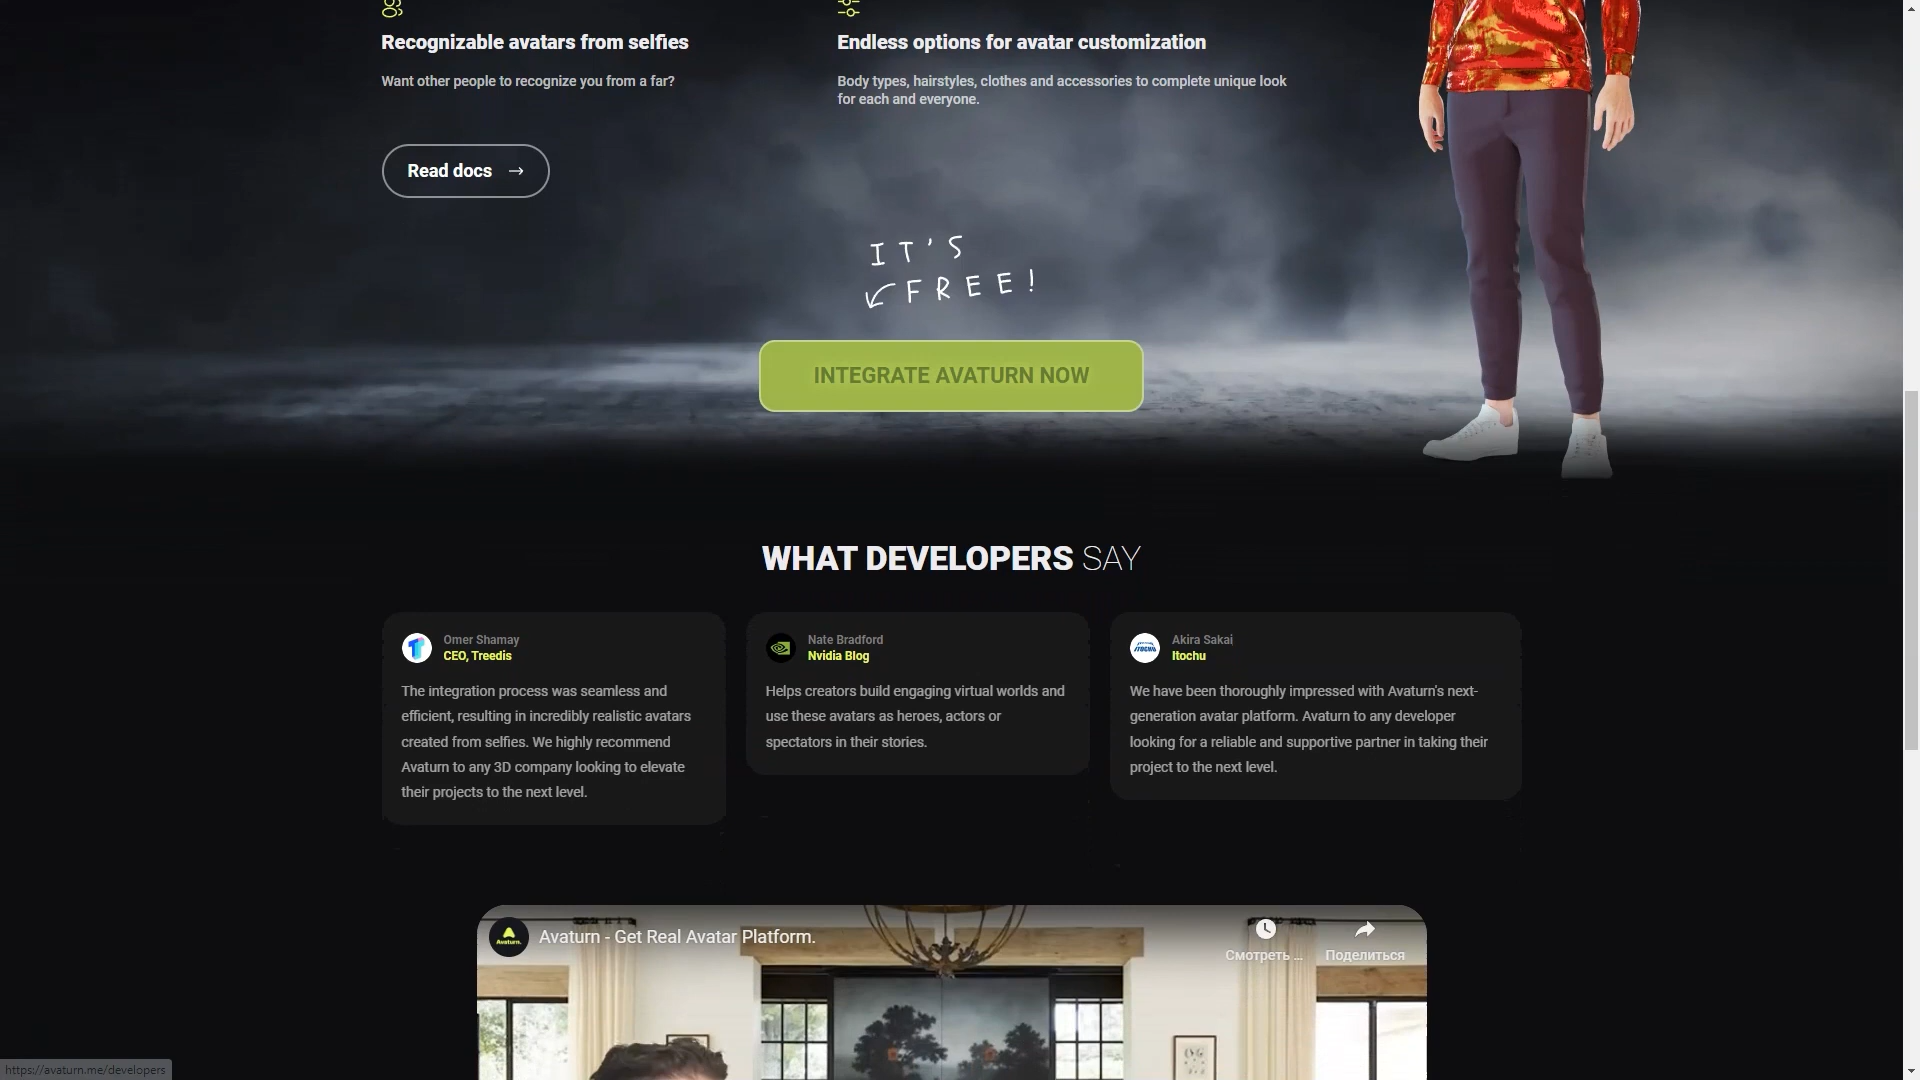 Recognizable avatars from selfies
Want other people to recognize you from a far?
Endless options for avatar customization
Body types, hairstyles, clothes and accessories to complete unique look
for each and everyone.
Read docs →
IT'S
FREE!
INTEGRATE AVATURN NOW
WHAT DEVELOPERS SAY
Omer Shamay
CEO, Treedis
The integration process was seamless and
efficient, resulting in incredibly realistic avatars
created from selfies. We highly recommend
Avaturn to any 3D company looking to elevate
their projects to the next level.
Nate Bradford
Nvidia Blog
Helps creators build engaging virtual worlds and
use these avatars as heroes, actors or
spectators in their stories.
ITOCHU
Akira Sakai
Itochu
We have been thoroughly impressed with Avaturn's next-
generation avatar platform. Avaturn to any developer
looking for a reliable and supportive partner in taking their
project to the next level.
Avaturn.
Avaturn - Get Real Avatar Platform.
Смотреть ...
Поделиться
https://avaturn.me/developers